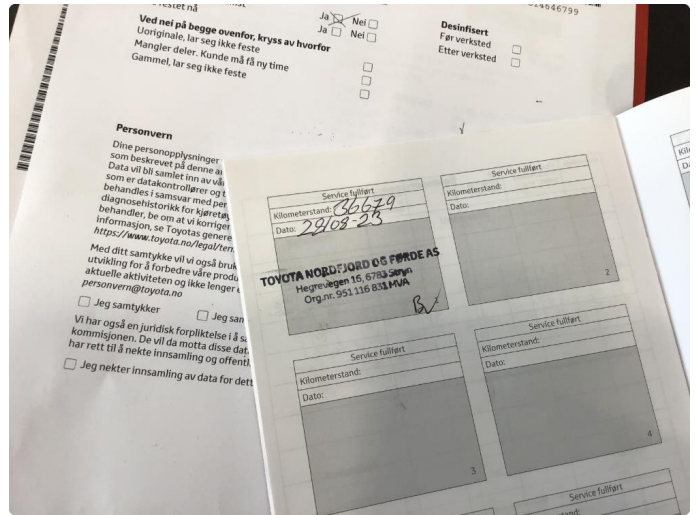 estet nå
Ja Nei
Ja Nei
Ved nei på begge ovenfor, kryss av hvorfor
Uoriginale, lar seg ikke feste
Mangler deler. Kunde må få ny time
Gammel, lar seg ikke feste
Desinfisert
Før verksted
Etter verksted
Personvern
Dine personopplysninger
som beskrevet på denne
Data vil bli samlet inn av vår
som er datakontrollører og t
behandles i samsvar med per
diagnosehistorikk for kjøretøy
behandler, be om at vi korriger
informasjon, se Toyotas genere
https://www.toyota.no/legal/ten
Med ditt samtykke vil vi også bruk
utvikling for å forbedre våre produ
aktuelle aktiviteten og ikke lenger e
personvern@toyota.no
Jeg samtykker Jeg sam
Vi har også en juridisk forpliktelse i å sa
kommisjonen. De vil da motta disse dat
har rett til å nekte innsamling og offentl
Jeg nekter innsamling av data for dett
Service fullført
Kilometerstand: 36679
Dato: 29/08-23
TOYOTA NORDFJORD OG FØRDE AS
Hegrevegen 16, 6783 Stryn
Org.nr. 951 116 831 MVA
Service fullført
Kilometerstand:
Dato:
2
Service fullført
Kilometerstand:
Dato:
3
Service fullført
Kilometerstand:
Dato:
4
Service fullført